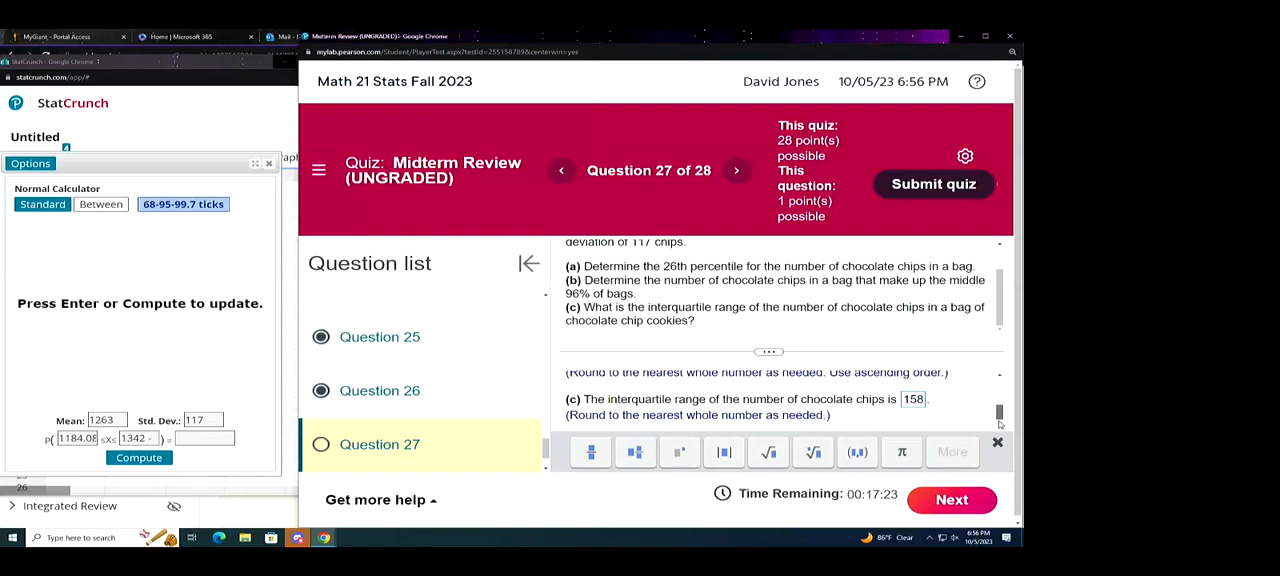 MyGiant - Portal Access
Home | Microsoft 365
Mail -
Midterm Review (UNGRADED)- Google Chrome
StatCrunch - Google Chrome
statcrunch.com/app/#
mylab.pearson.com/Student/PlayerTest.aspx?testid=255158789&centerwin=yes
StatCrunch
Untitled
Math 21 Stats Fall 2023
David Jones
10/05/23 6:56 PM
Options
Normal Calculator
Standard
Between
68-95-99.7 ticks
Press Enter or Compute to update.
Mean: 1263 Std. Dev.: 117
P( 1184.08 ≤X≤ 1342 - ) =
Compute
26
Integrated Review
Quiz: Midterm Review
(UNGRADED)
Question 27 of 28
This quiz:
28 point(s)
possible
This
question:
1 point(s)
possible
Submit quiz
Question list
Question 25
Question 26
Question 27
deviation of 117 chips.
(a) Determine the 26th percentile for the number of chocolate chips in a bag.
(b) Determine the number of chocolate chips in a bag that make up the middle
96% of bags.
(c) What is the interquartile range of the number of chocolate chips in a bag of
chocolate chip cookies?
(Round to the nearest whole number as needed. Use ascending order.)
(c) The interquartile range of the number of chocolate chips is 158.
(Round to the nearest whole number as needed.)
π
More
Get more help
Time Remaining: 00:17:23
Next
Type here to search
86°F Clear
6:56 PM
10/5/2023